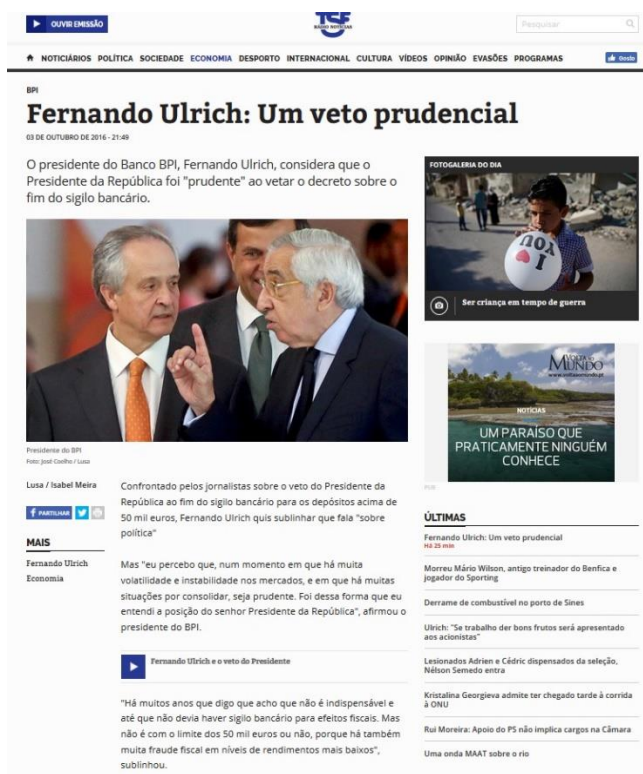 OUVIR EMISSÃO
TSF
RÁDIO NOTÍCIAS
Pesquisar
NOTICIÁRIOS POLÍTICA SOCIEDADE ECONOMIA DESPORTO INTERNACIONAL CULTURA VÍDEOS OPINIÃO EVASÕES PROGRAMAS
Gosto
BPI
Fernando Ulrich: Um veto prudencial
03 DE OUTUBRO DE 2016 - 21:49
O presidente do Banco BPI, Fernando Ulrich, considera que o
Presidente da República foi "prudente" ao vetar o decreto sobre o
fim do sigilo bancário.
Presidente do BPI
Foto: José Coelho / Lusa
Lusa / Isabel Meira
PARTILHAR
MAIS
Fernando Ulrich
Economia
Confrontado pelos jornalistas sobre o veto do Presidente da
República ao fim do sigilo bancário para os depósitos acima de
50 mil euros, Fernando Ulrich quis sublinhar que fala "sobre
política"
Mas "eu percebo que, num momento em que há muita
volatilidade e instabilidade nos mercados, e em que há muitas
situações por consolidar, seja prudente. Foi dessa forma que eu
entendi a posição do senhor Presidente da República", afirmou o
presidente do BPI.
Fernando Ulrich e o veto do Presidente
"Há muitos anos que digo que acho que não é indispensável e
até que não devia haver sigilo bancário para efeitos fiscais. Mas
não é com o limite dos 50 mil euros ou não, porque há também
muita fraude fiscal em níveis de rendimentos mais baixos",
sublinhou.
FOTOGALERIA DO DIA
I
YOU
Ser criança em tempo de guerra
VOLTA AO
MUNDO
www.voltaaomundo.pt
NOTÍCIAS
UM PARAÍSO QUE
PRATICAMENTE NINGUÉM
CONHECE
PUB
ÚLTIMAS
Fernando Ulrich: Um veto prudencial
Há 25 min
Morreu Mário Wilson, antigo treinador do Benfica e
jogador do Sporting
Derrame de combustível no porto de Sines
Ulrich: "Se trabalho der bons frutos será apresentado
aos acionistas"
Lesionados Adrien e Cédric dispensados da seleção,
Nélson Semedo entra
Kristalina Georgieva admite ter chegado tarde à corrida
à ONU
Rui Moreira: Apoio do PS não implica cargos na Câmara
Uma onda MAAT sobre o rio